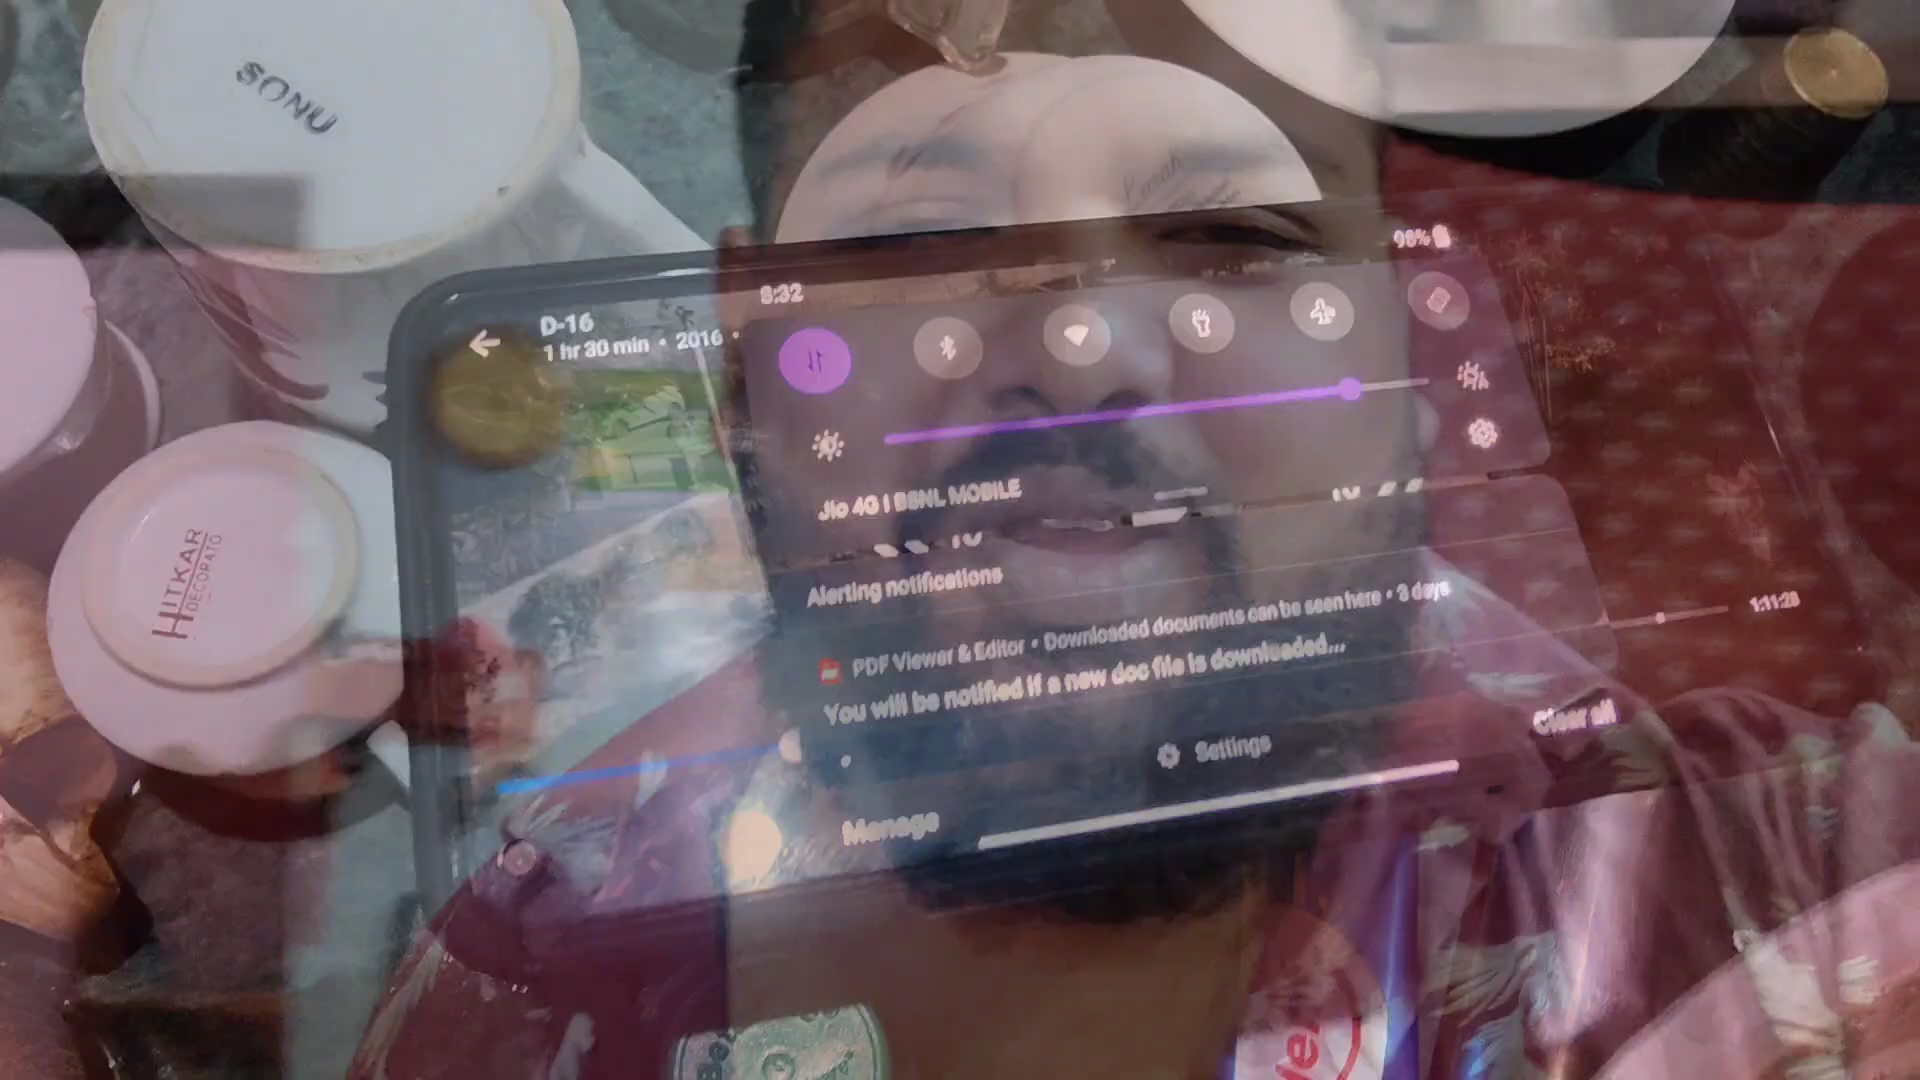 SONU
Sarah
98%
8:32
D-16
1 hr 30 min • 2016 •
Jio 4G | BSNL MOBILE
Alerting notifications
HITKAR
DECORATO
PDF Viewer & Editor • Downloaded documents can be seen here • 3 days
You will be notified if a new doc file is downloaded...
1:11:28
Clear all
Settings
Manage